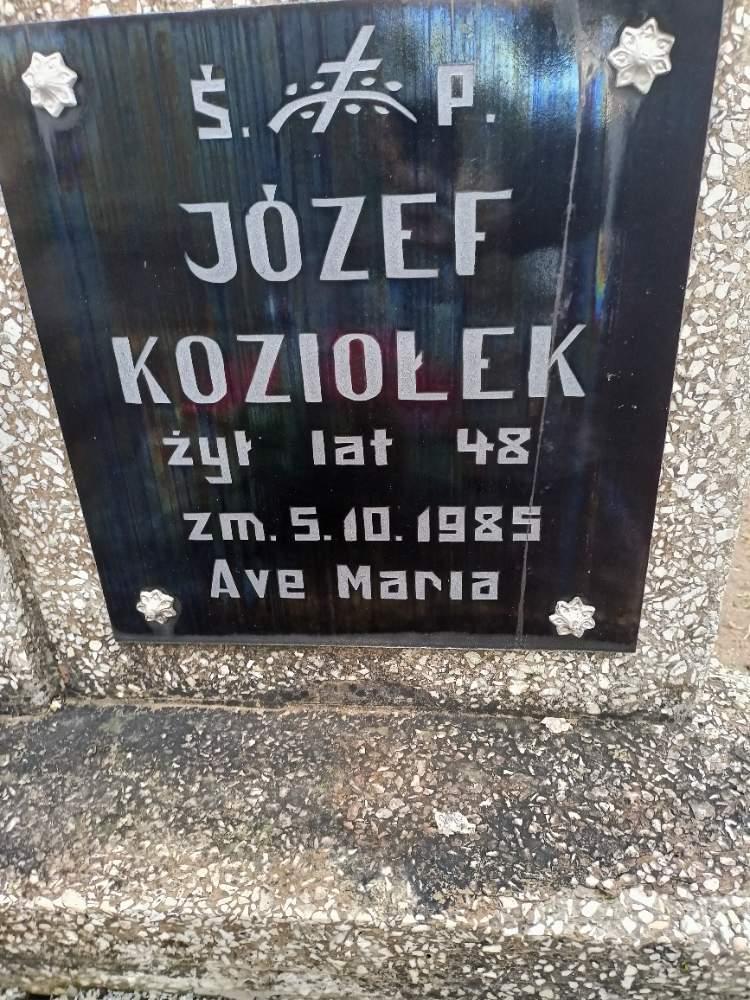 Ś. P.
JÓZEF
KOZIOŁEK
żył lat 48
zm. 5.10.1985
Ave Maria